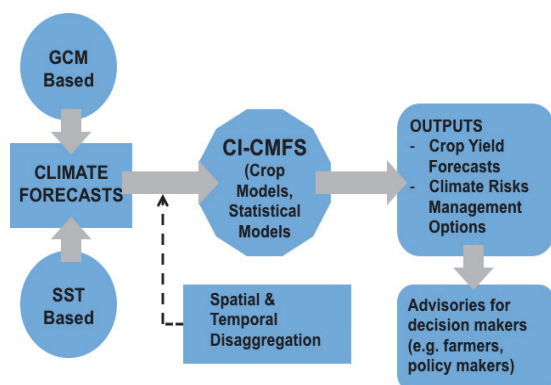 GCM
Based
CLIMATE
FORECASTS
SST
Based
CI-CMFS
(Crop
Models,
Statistical
Models
Spatial &
Temporal
Disaggregation
OUTPUTS
- Crop Yield
Forecasts
- Climate Risks
Management
Options
Advisories for
decision makers
(e.g. farmers,
policy makers)